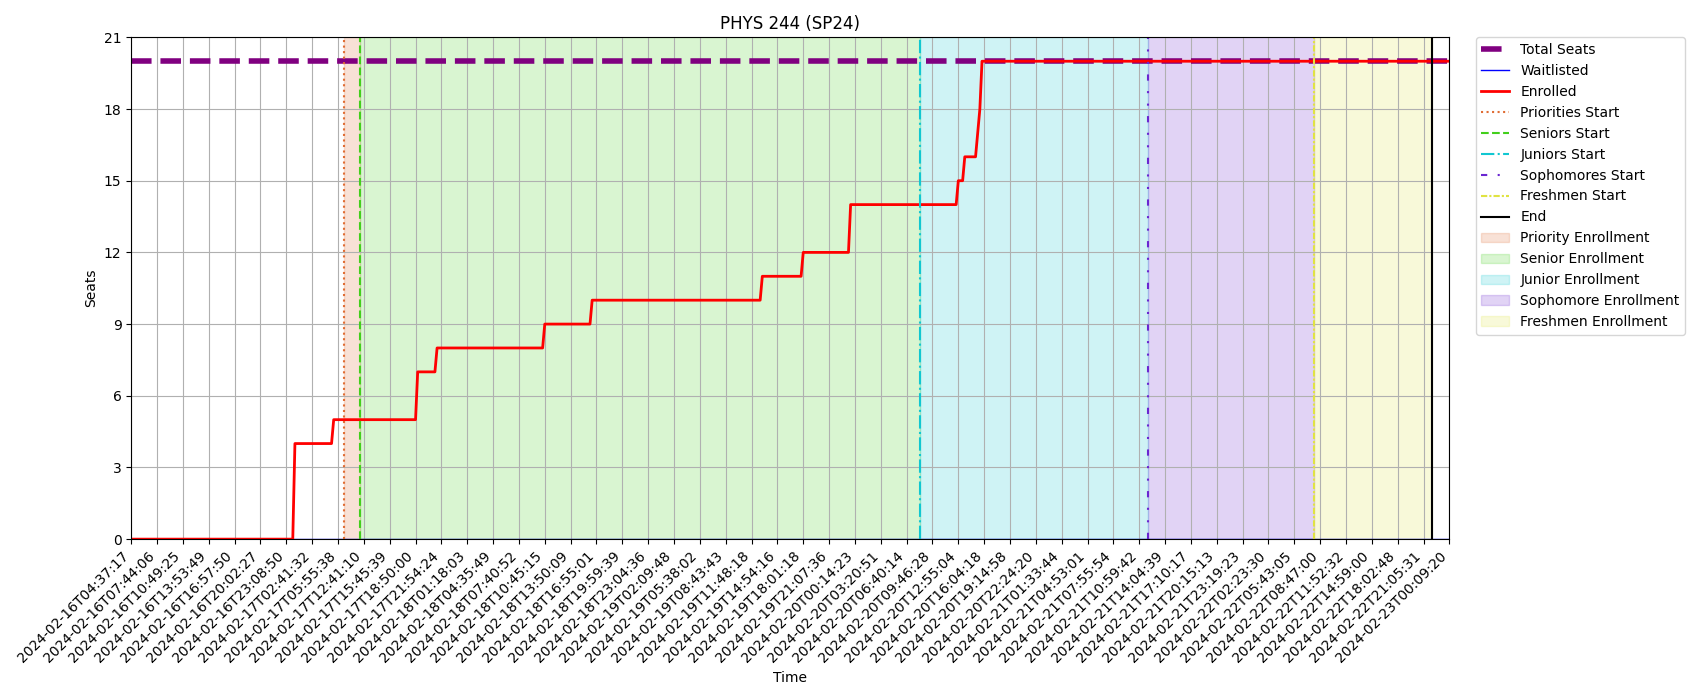 PHYS 244 (SP24)
Seats
21
18
15
12
9
6
3
0
2024-02-16T04:37:17
2024-02-16T07:44:06
2024-02-16T10:49:25
2024-02-16T13:53:49
2024-02-16T16:57:50
2024-02-16T20:02:27
2024-02-16T23:08:50
2024-02-17T02:41:32
2024-02-17T05:55:38
2024-02-17T12:41:10
2024-02-17T15:45:39
2024-02-17T18:50:00
2024-02-17T21:54:24
2024-02-18T01:18:03
2024-02-18T04:35:49
2024-02-18T07:40:52
2024-02-18T10:45:15
2024-02-18T13:50:09
2024-02-18T16:55:01
2024-02-18T19:59:39
2024-02-18T23:04:36
2024-02-19T02:09:48
2024-02-19T05:38:02
2024-02-19T08:43:43
2024-02-19T11:48:18
2024-02-19T14:54:16
2024-02-19T18:01:18
2024-02-19T21:07:36
2024-02-20T00:14:23
2024-02-20T03:20:51
2024-02-20T06:40:14
2024-02-20T09:46:28
2024-02-20T12:55:04
2024-02-20T16:04:18
2024-02-20T19:14:58
2024-02-20T22:24:20
2024-02-21T01:33:44
2024-02-21T04:53:01
2024-02-21T07:55:54
2024-02-21T10:59:42
2024-02-21T14:04:39
2024-02-21T17:10:17
2024-02-21T20:15:13
2024-02-21T23:19:23
2024-02-22T02:23:30
2024-02-22T05:43:05
2024-02-22T08:47:00
2024-02-22T11:52:32
2024-02-22T14:59:00
2024-02-22T18:02:48
2024-02-22T21:05:31
2024-02-23T00:09:20
Time
Total Seats
Waitlisted
Enrolled
Priorities Start
Seniors Start
Juniors Start
Sophomores Start
Freshmen Start
End
Priority Enrollment
Senior Enrollment
Junior Enrollment
Sophomore Enrollment
Freshmen Enrollment